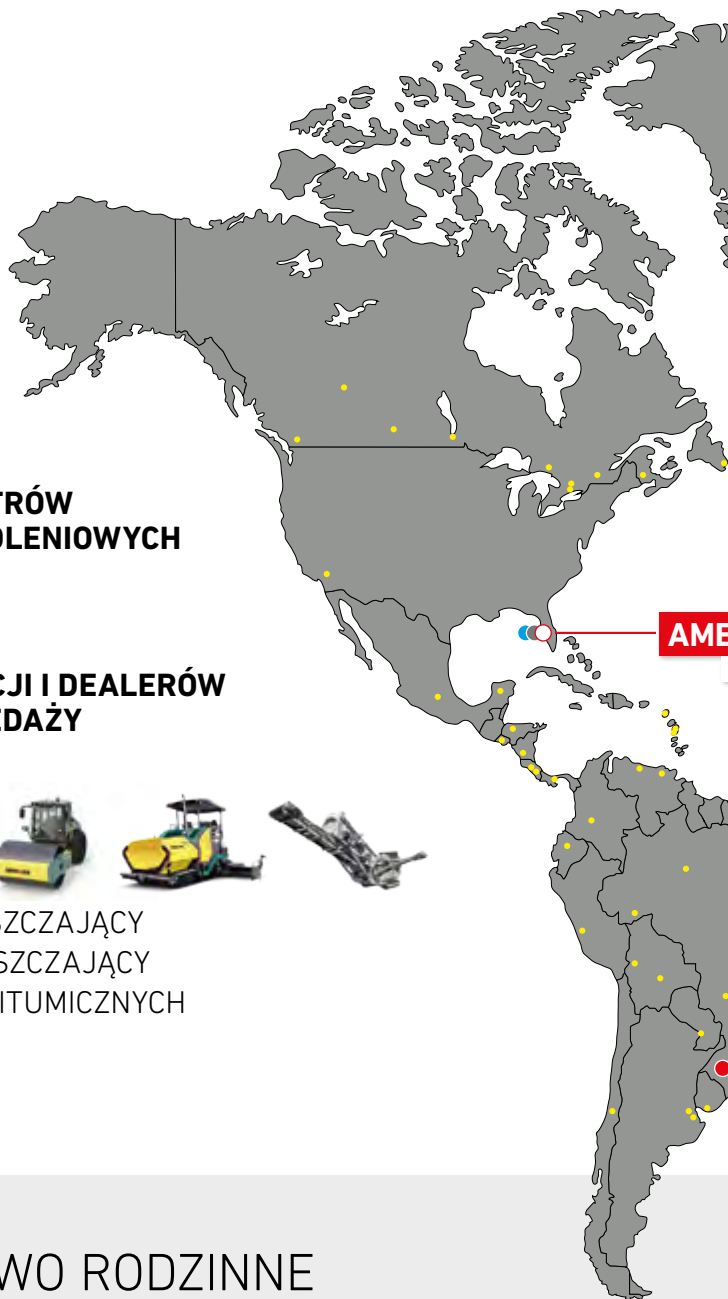 TRÓW
OLENIOWYCH
AME
CJI I DEALERÓW
EDAŻY
SZCZAJĄCY
SZCZAJĄCY
ITUMICZNYCH
WO RODZINNE